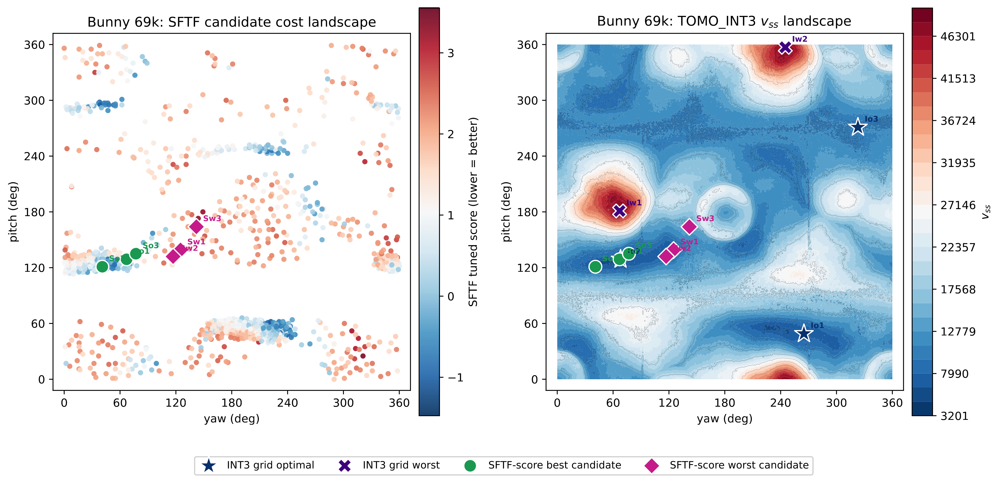 Bunny 69k: SFTF candidate cost landscape
360
300
240
180
120
60
0
pitch (deg)
0 60 120 180 240 300 360
yaw (deg)
Sw3
Sw1
So3
3
2
1
0
−1
SFTF tuned score (lower = better)
Bunny 69k: TOMO_INT3 vss landscape
360
300
240
180
120
60
0
pitch (deg)
0 60 120 180 240 300 360
yaw (deg)
Iw2
Io3
Iw1
Sw3
Sw1
So3
Io1
46301
41513
36724
31935
27146
22357
17568
12779
7990
3201
vss
INT3 grid optimal
INT3 grid worst
SFTF-score best candidate
SFTF-score worst candidate